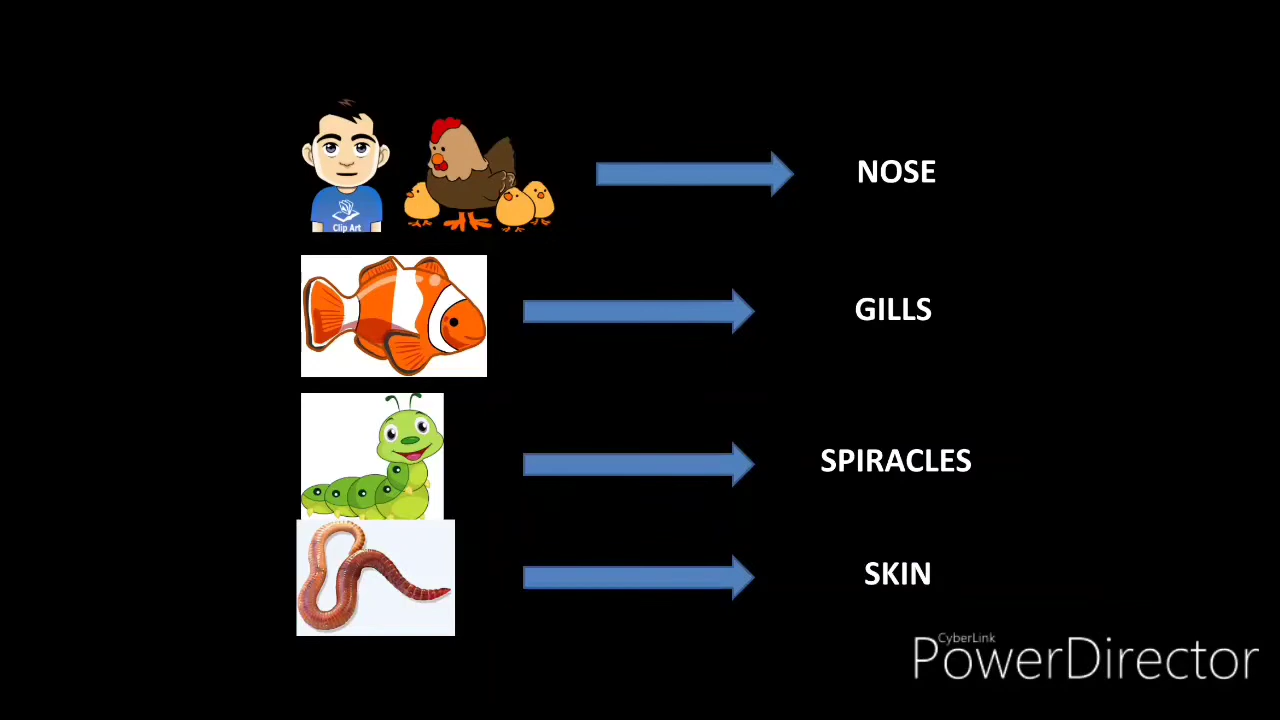 NOSE
Clip Art
GILLS
SPIRACLES
SKIN
CyberLink
PowerDirector